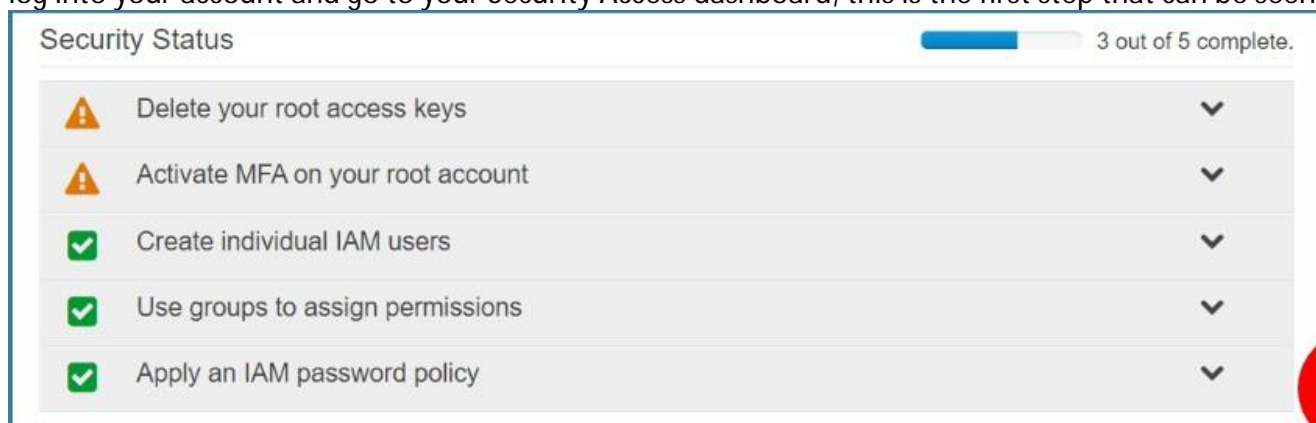 log into your account and go to your Security Access dashboard, this is the first step that can be seen
Security Status
3 out of 5 complete.
Delete your root access keys
Activate MFA on your root account
Create individual IAM users
Use groups to assign permissions
Apply an IAM password policy